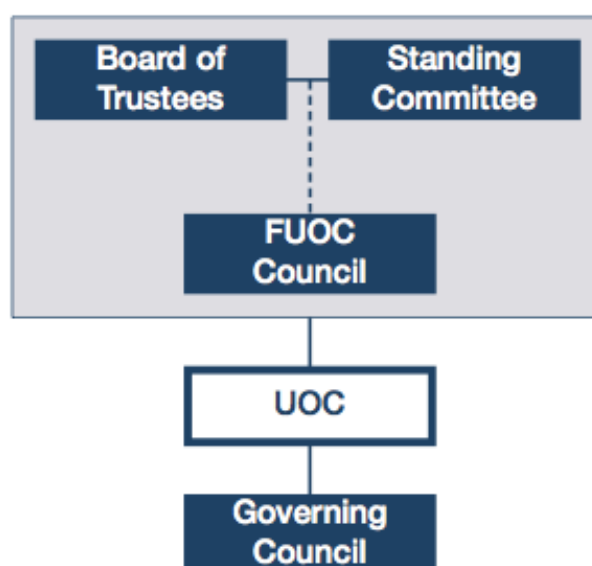 Board of
Trustees
Standing
Committee
FUOC
Council
UOC
Governing
Council